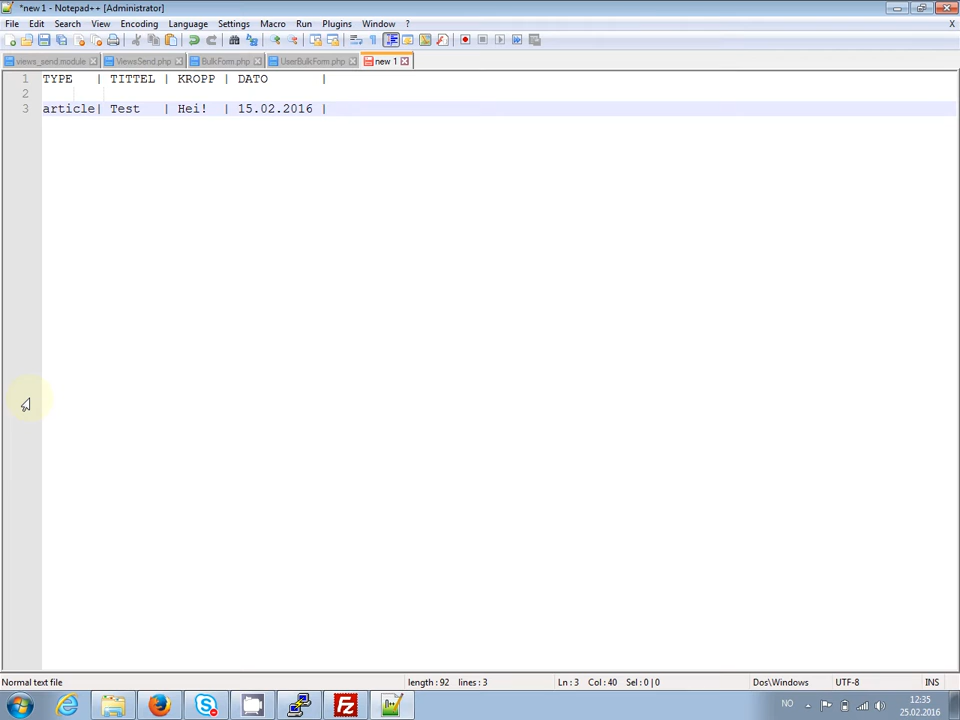 *new 1 - Notepad++ [Administrator]
File Edit Search View Encoding Language Settings Macro Run Plugins Window ? X
views_send.module ViewsSend.php BulkForm.php UserBulkForm.php new 1
1 TYPE | TITTEL | KROPP | DATO |
2
3 article| Test | Hei! | 15.02.2016 |
Normal text file length : 92 lines : 3 Ln : 3 Col : 40 Sel : 0 | 0 Dos\Windows UTF-8 INS
NO 12:35
25.02.2016